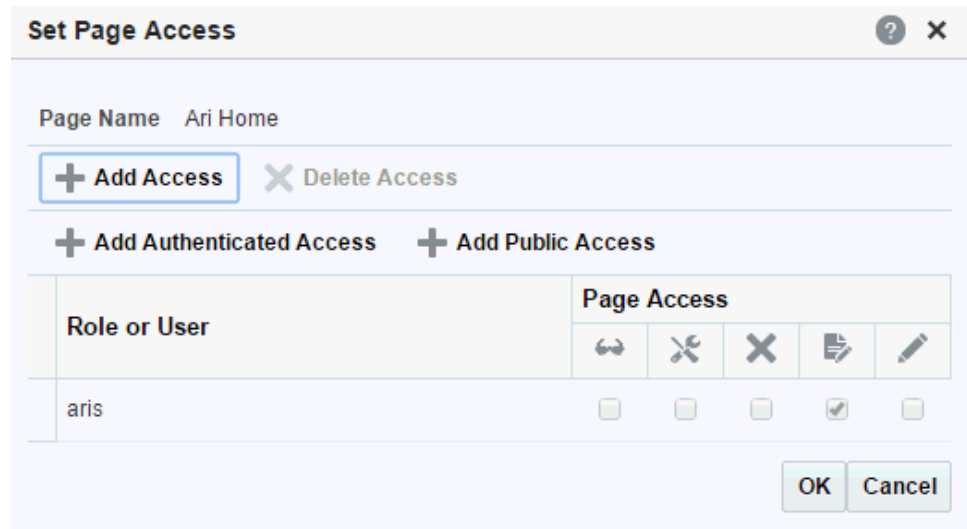 Set Page Access
?
Page Name Ari Home
Add Access Delete Access
Add Authenticated Access Add Public Access
Role or User
Page Access
aris
OK Cancel